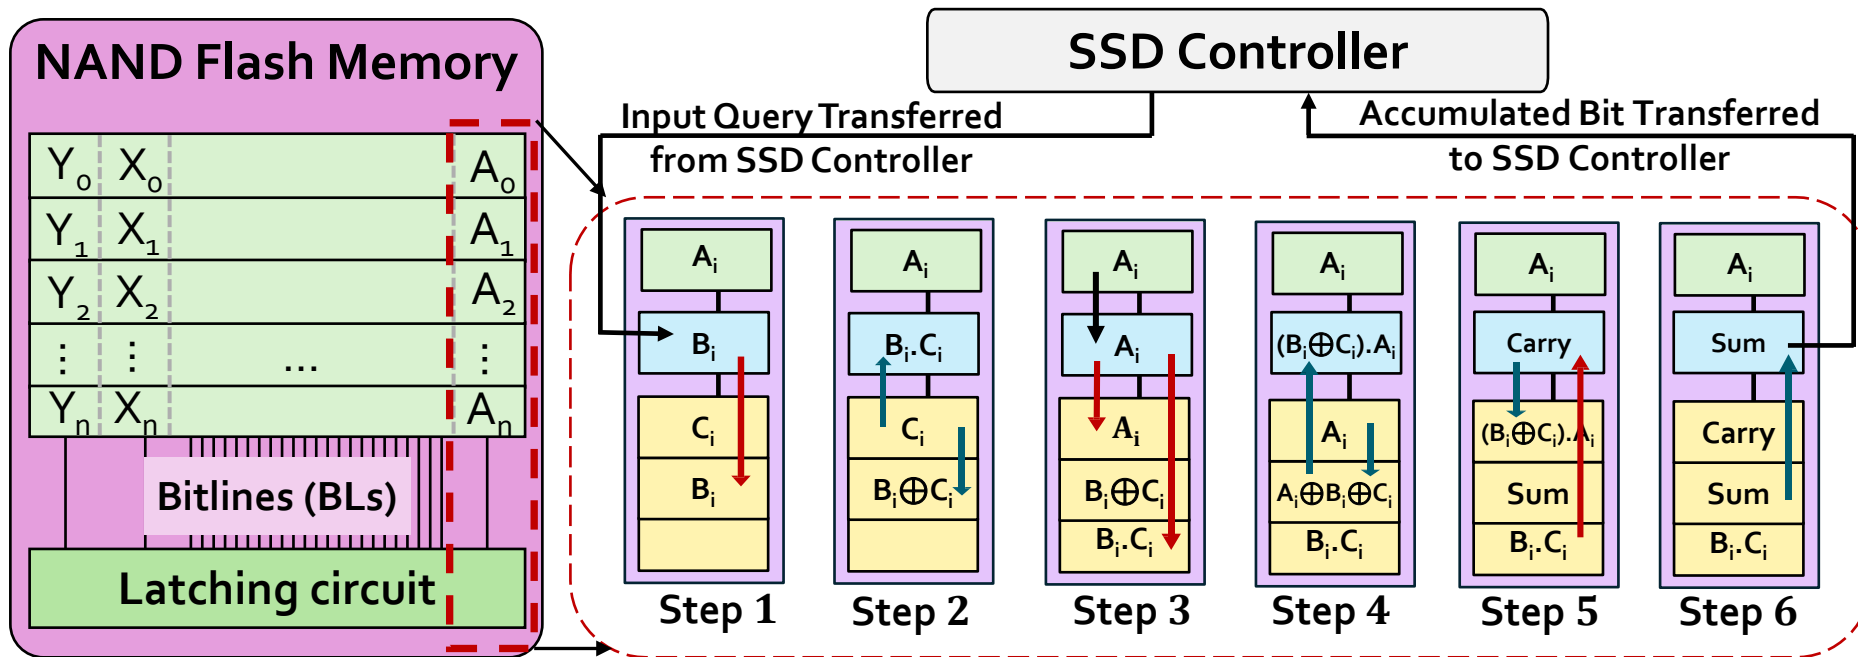 NAND Flash Memory
Y₀ X₀ A₀
Y₁ X₁ A₁
Y₂ X₂ A₂
⋮ ⋮ ... ⋮
Yₙ Xₙ Aₙ
Bitlines (BLs)
Latching circuit
SSD Controller
Input Query Transferred
from SSD Controller
Accumulated Bit Transferred
to SSD Controller
Aᵢ
Bᵢ
Cᵢ
Bᵢ
Step 1
Aᵢ
Bᵢ.Cᵢ
Cᵢ
Bᵢ⊕Cᵢ
Step 2
Aᵢ
Aᵢ
Aᵢ
Bᵢ⊕Cᵢ
Bᵢ.Cᵢ
Step 3
Aᵢ
(Bᵢ⊕Cᵢ).Aᵢ
Aᵢ
Aᵢ⊕Bᵢ⊕Cᵢ
Bᵢ.Cᵢ
Step 4
Aᵢ
Carry
(Bᵢ⊕Cᵢ).Aᵢ
Sum
Bᵢ.Cᵢ
Step 5
Aᵢ
Sum
Carry
Sum
Bᵢ.Cᵢ
Step 6